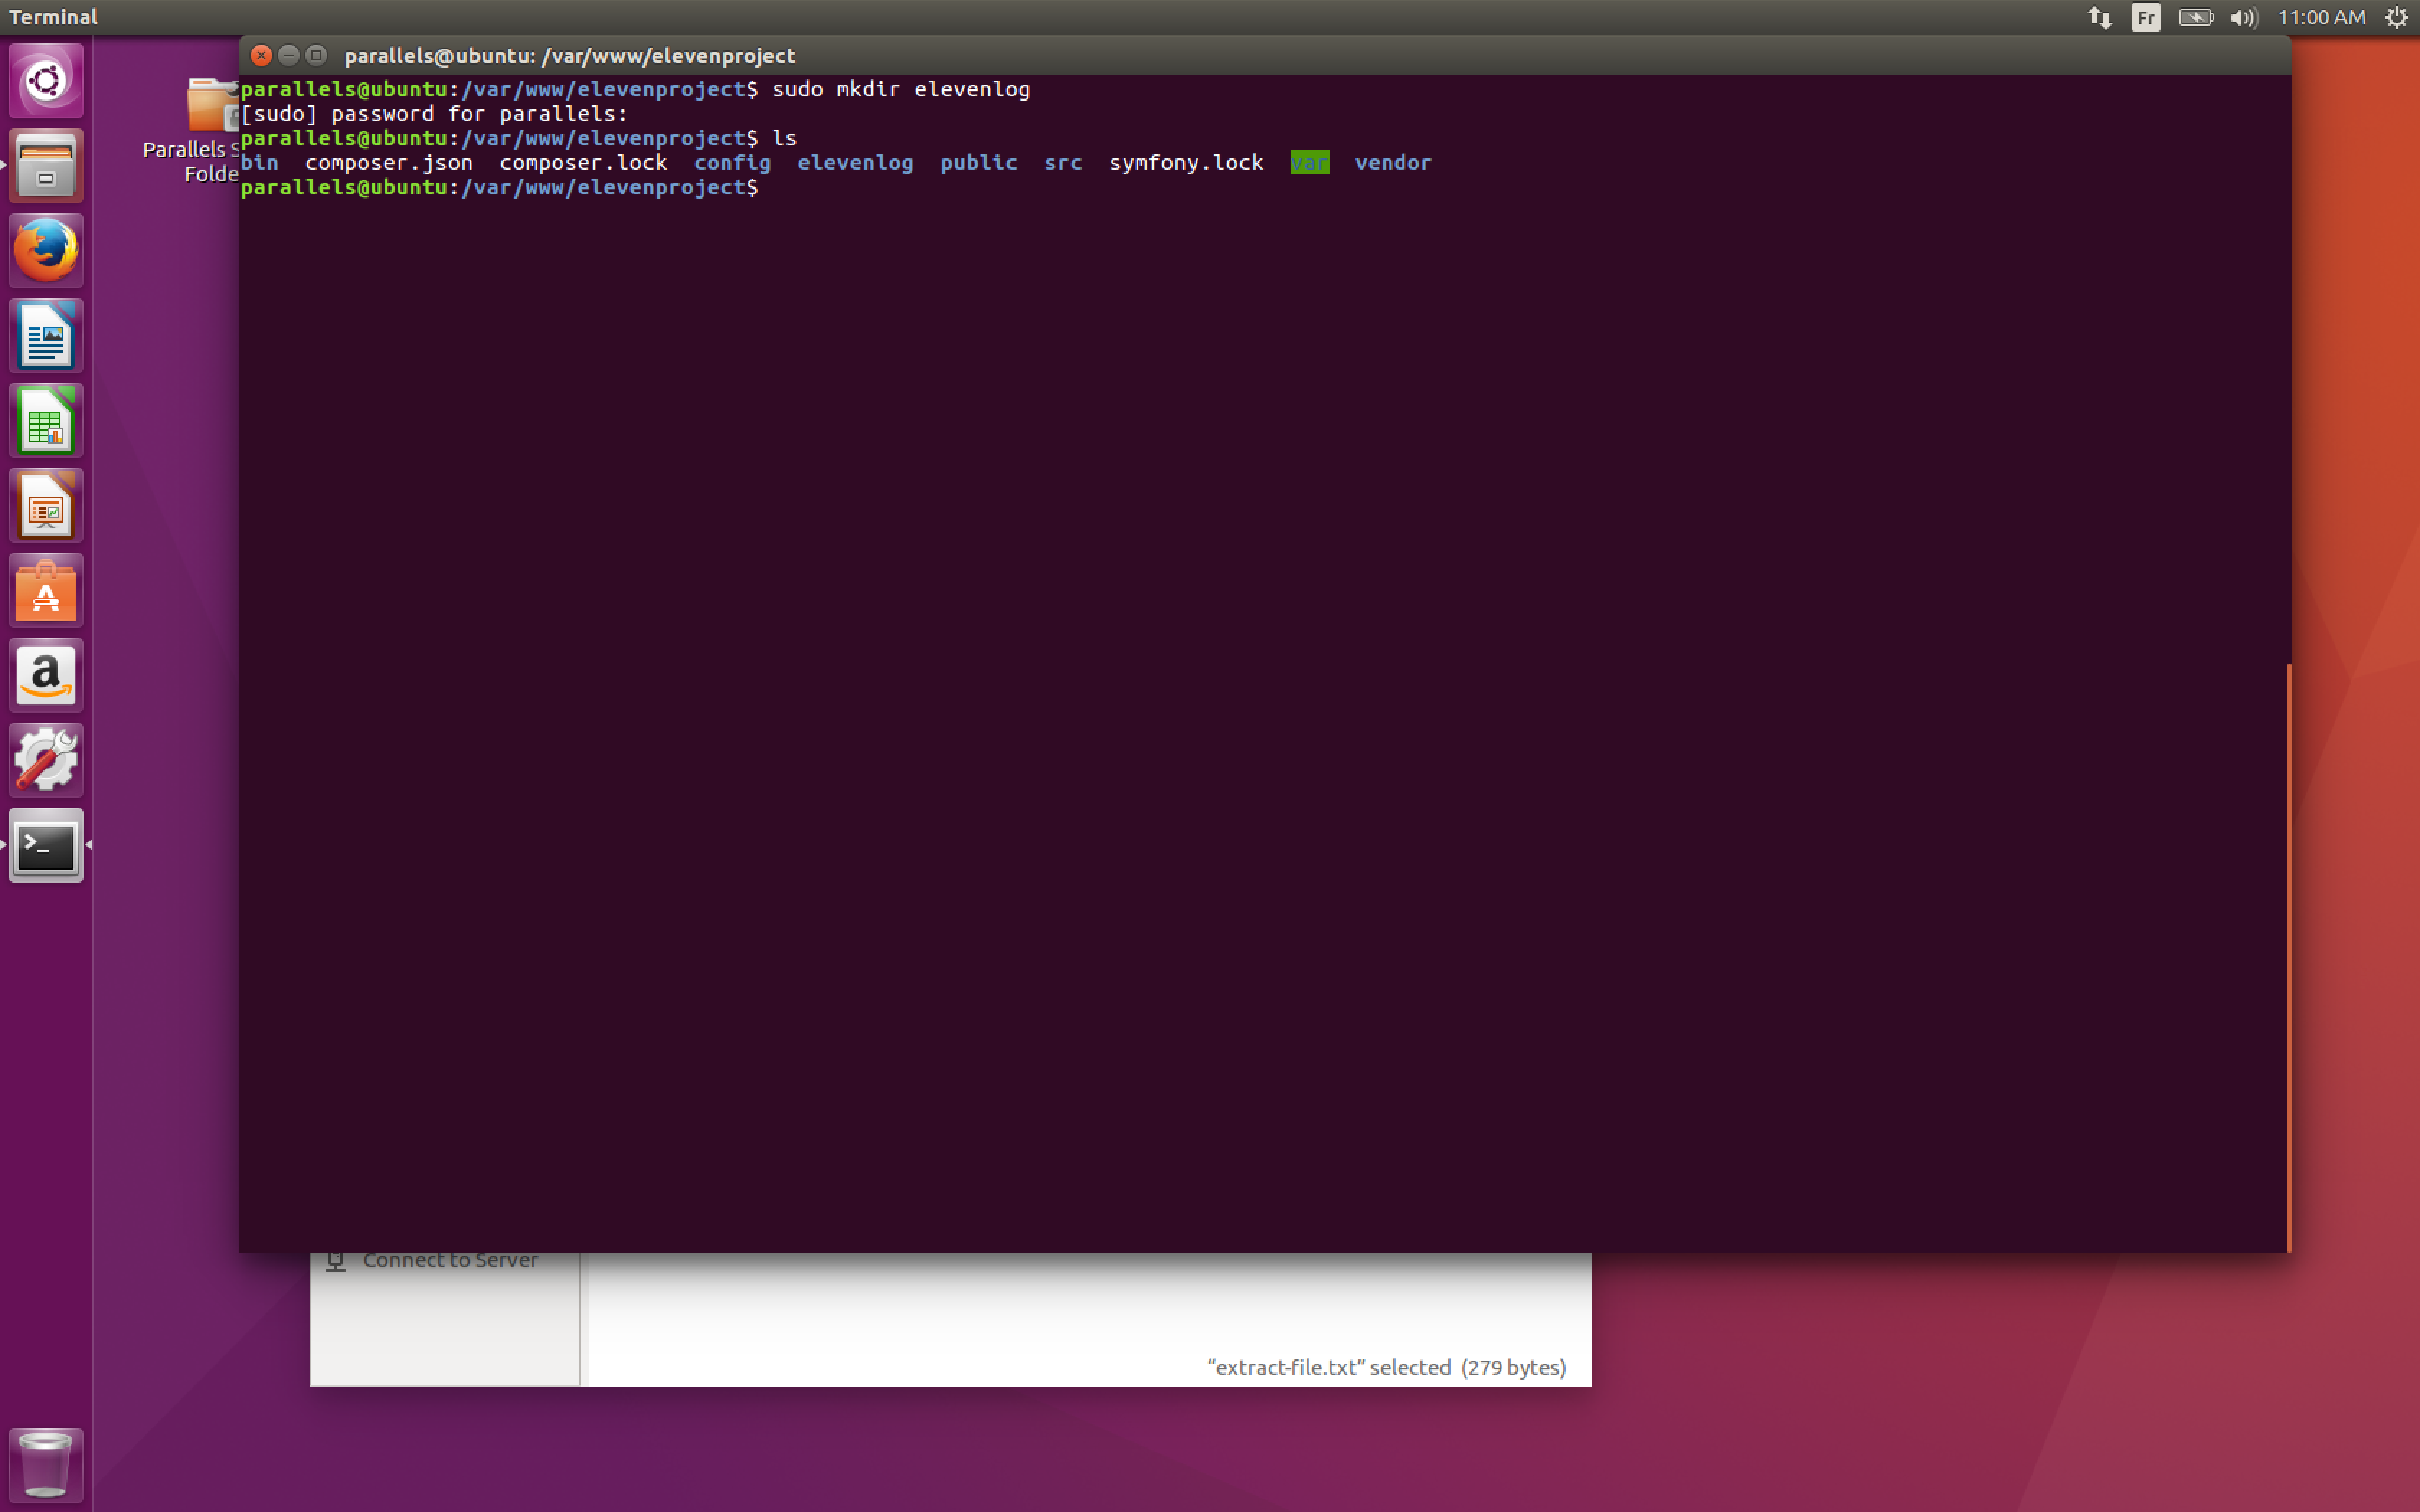 Terminal
Fr
11:00 AM
parallels@ubuntu: /var/www/elevenproject
parallels@ubuntu:/var/www/elevenproject$ sudo mkdir elevenlog
[sudo] password for parallels:
parallels@ubuntu:/var/www/elevenproject$ ls
bin composer.json composer.lock config elevenlog public src symfony.lock var vendor
parallels@ubuntu:/var/www/elevenproject$
Parallels S
Folde
Connect to Server
“extract-file.txt” selected (279 bytes)